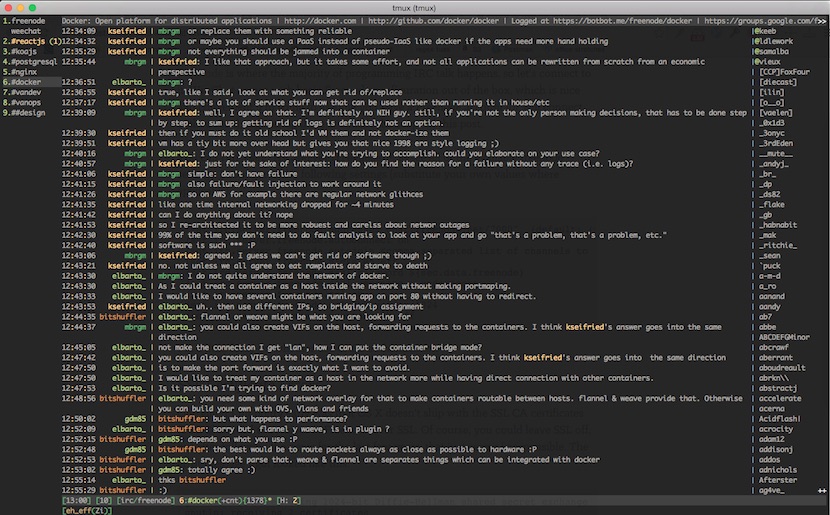 tmux (tmux)
1.freenode
weechat
2.#reactjs (1)
3.#koajs
4.#postgresql
5.#nginx
6.#docker
7.#vandev
8.#vanops
9.##design
Docker: Open platform for distributed applications | http://docker.com | http://github.com/docker/docker | Logged at https://botbot.me/freenode/docker | https://groups.google.com/f>>
12:34:09 kseifried | mbrgm or replace them with something reliable
12:34:32 kseifried | mbrgm or maybe you should use a PaaS instead of pseudo-IaaS like docker if the apps need more hand holding
12:34:39 kseifried | not everything should be jammed into a container
12:35:44 mbrgm | kseifried: I like that approach, but it takes some effort, and not all applications can be rewritten from scratch from an economic
| perspective
12:36:51 elbarto_ | mbrgm: ?
12:36:55 kseifried | true, like I said, look at what you can get rid of/replace
12:37:17 kseifried | mbrgm there's a lot of service stuff now that can be used rather than running it in house/etc
12:39:09 mbrgm | kseifried: well, I agree on that. I'm definitely no NIH guy. still, if you're not the only person making decisions, that has to be done step
| by step. to sum up: getting rid of logs is definitely not an option.
12:39:30 kseifried | then if you must do it old school I'd VM them and not docker-ize them
12:39:51 kseifried | vm has a tiy bit more over head but gives you that nice 1998 era style logging ;)
12:40:16 mbrgm | elbarto_: I do not yet understand what you're trying to accomplish. could you elaborate on your use case?
12:40:57 mbrgm | kseifried: just for the sake of interest: how do you find the reason for a failure without any trace (i.e. logs)?
12:41:06 kseifried | mbrgm simple: don't have failure
12:41:15 kseifried | mbrgm also failure/fault injection to work around it
12:41:26 kseifried | mbrgm so on AWS for example there are regular network glithces
12:41:35 kseifried | like one time internal networking dropped for ~4 minutes
12:41:42 kseifried | can I do anything about it? nope
12:41:53 kseifried | so I re-architected it to be more robuest and carelss about networ outages
12:42:30 kseifried | 99% of the time you don't need to do fault analysis to look at your app and go "that's a problem, that's a problem, etc."
12:42:40 kseifried | software is such *** :P
12:43:06 mbrgm | kseifried: agreed. I guess we can't get rid of software though ;)
12:43:21 kseifried | no. not unless we all agree to eat ramplants and starve to death
12:43:30 elbarto_ | mbrgm: I do not quite understand the network of docker.
12:43:30 elbarto_ | As I could treat a container as a host inside the network without making portmaping.
12:43:33 elbarto_ | I would like to have several containers running app on port 80 without having to redirect.
12:43:53 kseifried | elbarto_ uh.. then use different IPs, so bridging/ip assignment
12:44:35 bitshuffler | elbarto_: flannel or weave might be what you are looking for
12:44:37 mbrgm | elbarto_: you could also create VIFs on the host, forwarding requests to the containers. I think kseifried's answer goes into the same
| direction
12:45:05 elbarto_ | not make the connection I get "lan", how I can put the container bridge mode?
12:47:42 elbarto_ | you could also create VIFs on the host, forwarding requests to the containers. I think kseifried's answer goes into the same direction
12:47:50 elbarto_ | is to make the port forward is exactly what I want to avoid.
12:47:50 elbarto_ | I would like to treat my container as a host in the network more while having direct connection with other containers.
12:47:53 elbarto_ | Is it possible I'm trying to find docker?
12:48:56 bitshuffler | elbarto_: you need some kind of network overlay for that to make containers routable between hosts. flannel & weave provide that. Otherwise
| you can build your own with OVS, Vlans and friends
12:50:02 gdm85 | bitshuffler: but what happens to performance?
12:52:09 elbarto_ | bitshuffler: sorry but, flannel y waeve, is in plugin ?
12:52:15 bitshuffler | gdm85: depends on what you use :P
12:52:48 gdm85 | bitshuffler: the best would be to route packets always as close as possible to hardware :P
12:52:53 bitshuffler | elbarto_: sry, don't parse that. weave & flannel are separates things which can be integrated with docker
12:53:02 bitshuffler | gdm85: totally agree :)
12:55:14 elbarto_ | thks bitshuffler
12:55:29 bitshuffler | :)
@keeb
@idlework
@samalba
@vieux
[CCP]FoxFour
[diecast]
[ilin]
[o__o]
[vaelen]
_0x1d3
_3onyc
_3rdEden
__mute__
_andyj_
_br_
_dp
_ds82
_flake
_gb
_habnabit
_mak
_ritchie_
_sean
`puck
a-m-d
a_ro
aanand
aandy
ab7
abbe
ABCDEFGMinor
abcrawf
aberrant
aboudreault
abrkn\\
abstractj
accelerate
acerna
Acidflash!
acrocity
adam12
addisonj
addos
adnichols
Afterster
ag4ve_ ++
[13:00] [10] [irc/freenode] 6:#docker(+cnt){1378}* [H: Z]
[eh_eff(Zi)]